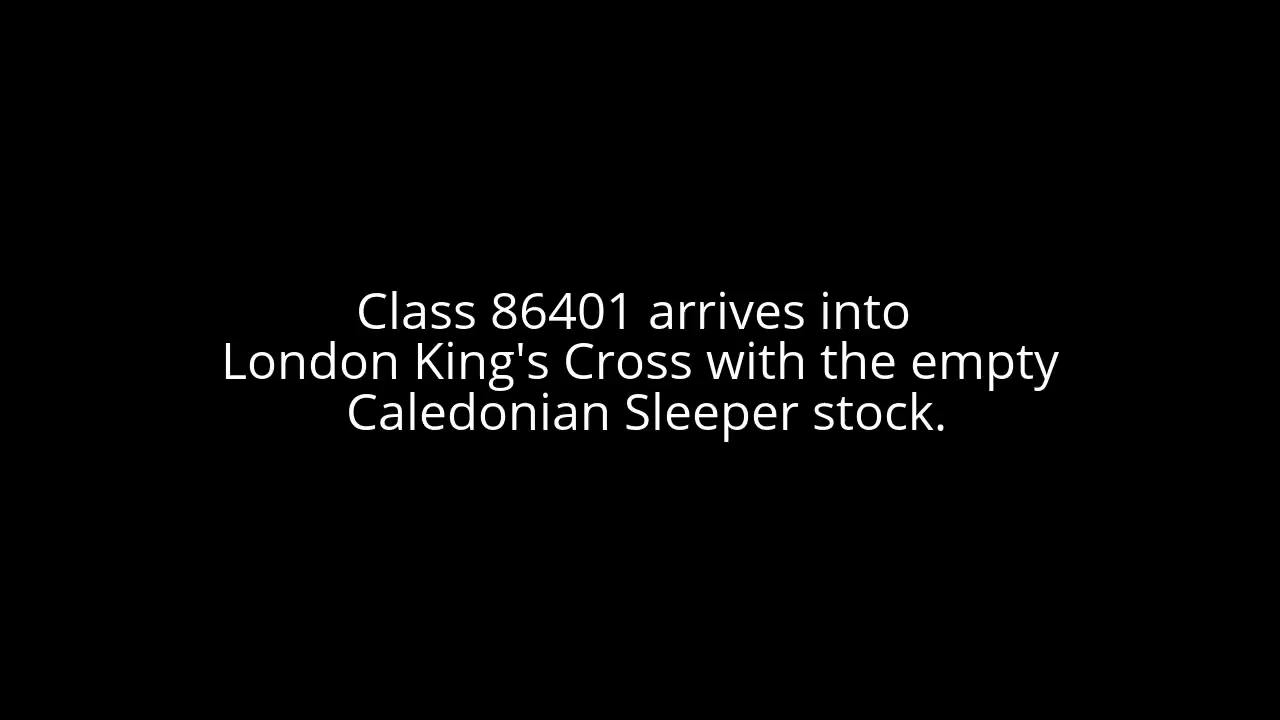 Class 86401 arrives into
London King's Cross with the empty
Caledonian Sleeper stock.